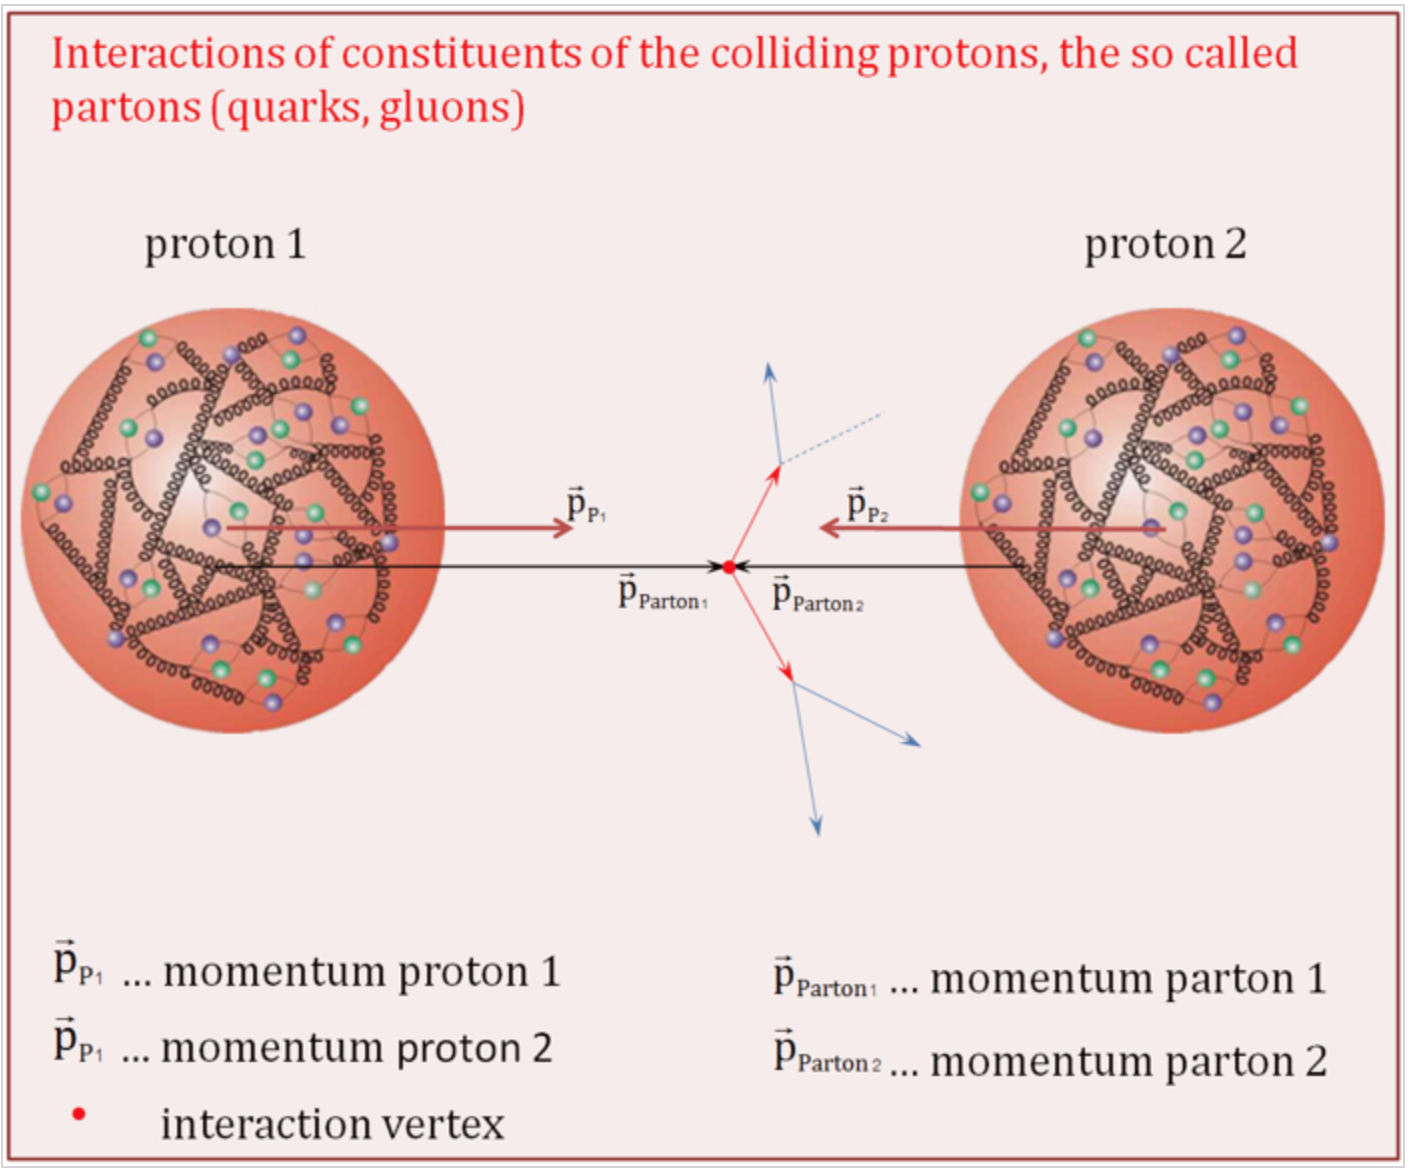 Interactions of constituents of the colliding protons, the so called
partons (quarks, gluons)
proton 1
proton 2
p⃗ P₁
p⃗ P₂
p⃗ Parton₁
p⃗ Parton₂
p⃗ P₁ ... momentum proton 1
p⃗ Parton₁ ... momentum parton 1
p⃗ P₁ ... momentum proton 2
p⃗ Parton₂ ... momentum parton 2
interaction vertex